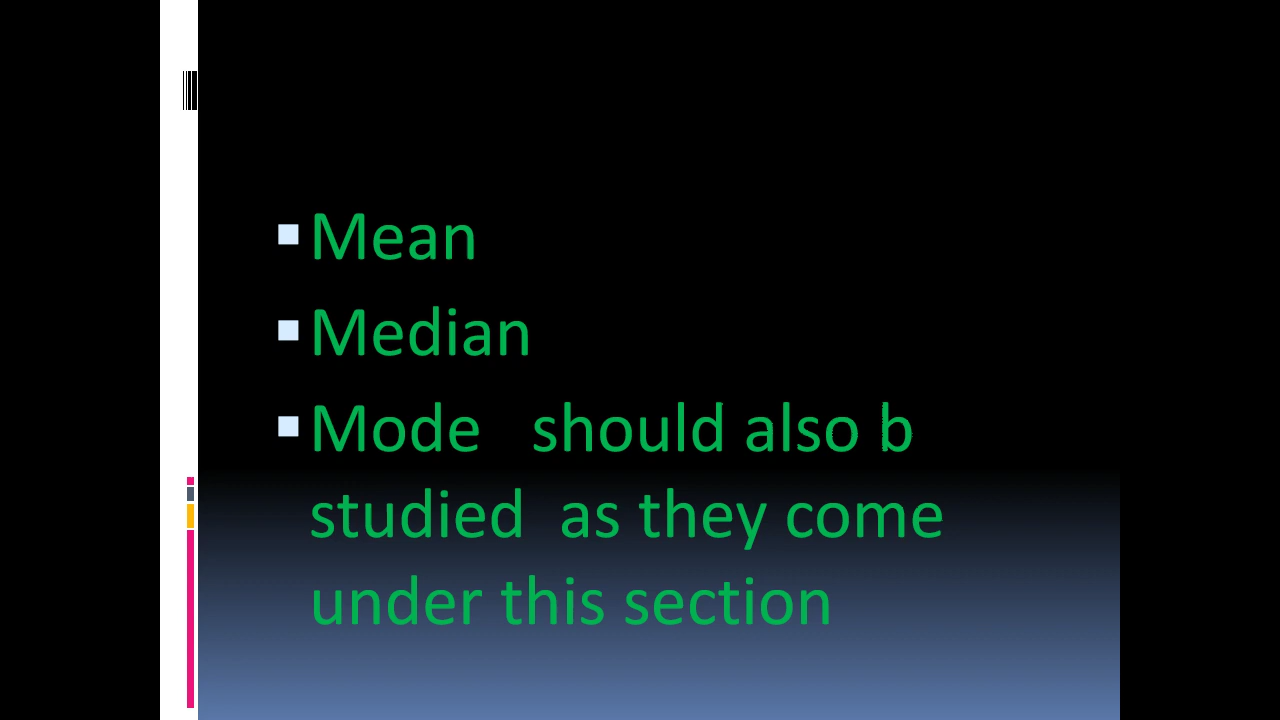 Mean
Median
Mode should also b
studied as they come
under this section